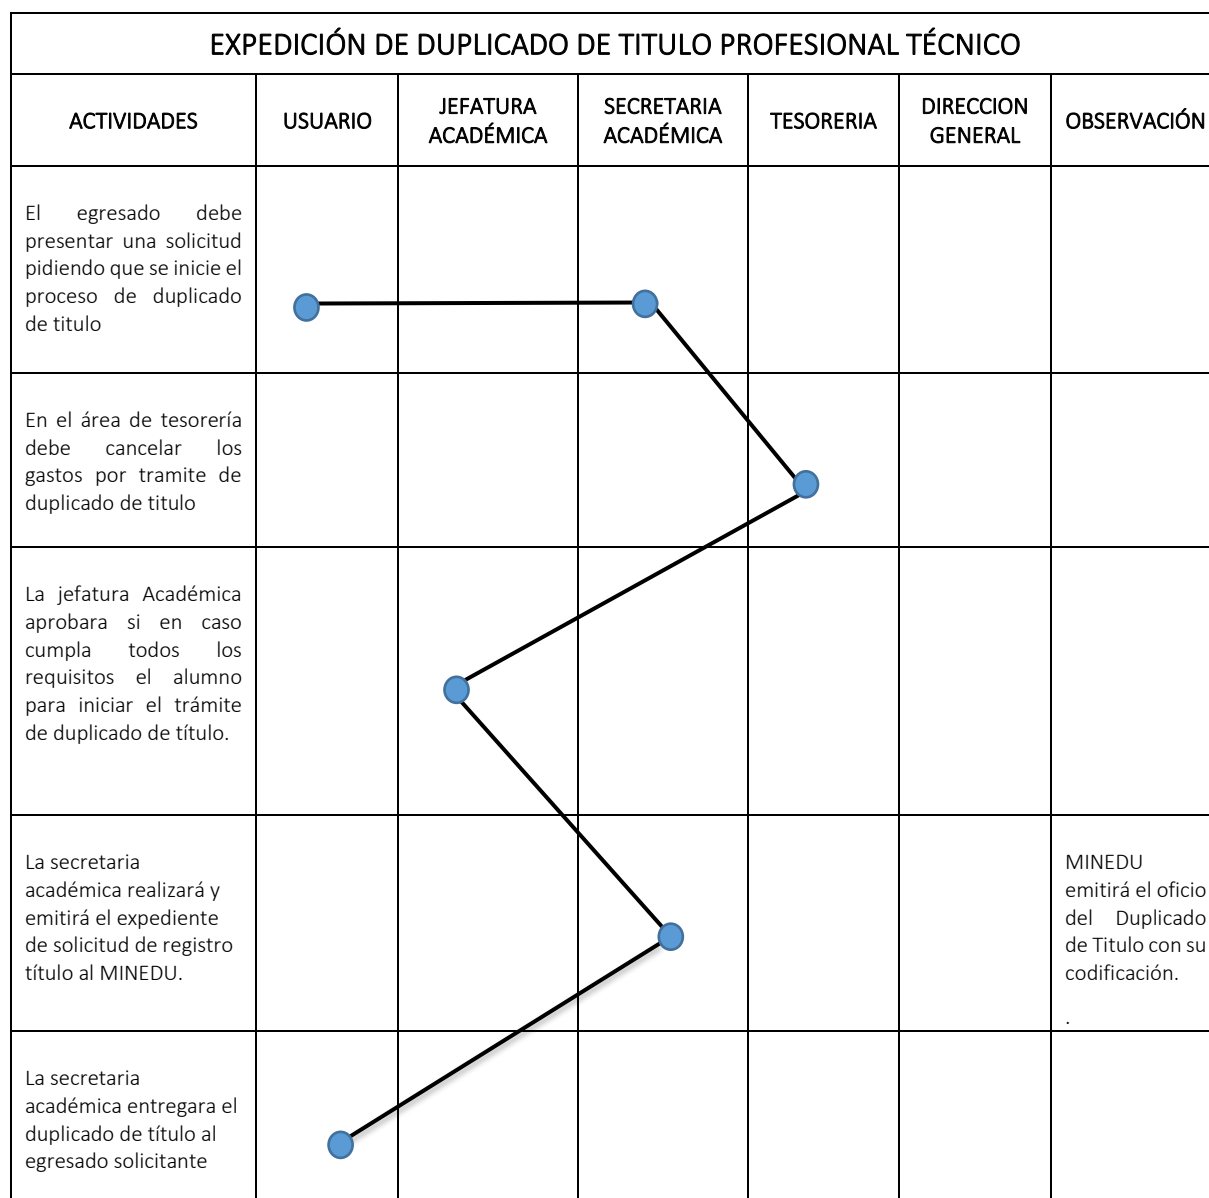 EXPEDICIÓN DE DUPLICADO DE TITULO PROFESIONAL TÉCNICO
ACTIVIDADES
USUARIO
JEFATURA
ACADÉMICA
SECRETARIA
ACADÉMICA
TESORERIA
DIRECCION
GENERAL
OBSERVACIÓN
El egresado debe
presentar una solicitud
pidiendo que se inicie el
proceso de duplicado
de titulo
En el área de tesorería
debe cancelar los
gastos por tramite de
duplicado de titulo
La jefatura Académica
aprobara si en caso
cumpla todos los
requisitos el alumno
para iniciar el trámite
de duplicado de título.
La secretaria
académica realizará y
emitirá el expediente
de solicitud de registro
título al MINEDU.
MINEDU
emitirá el oficio
del Duplicado
de Titulo con su
codificación.
.
La secretaria
académica entregara el
duplicado de título al
egresado solicitante